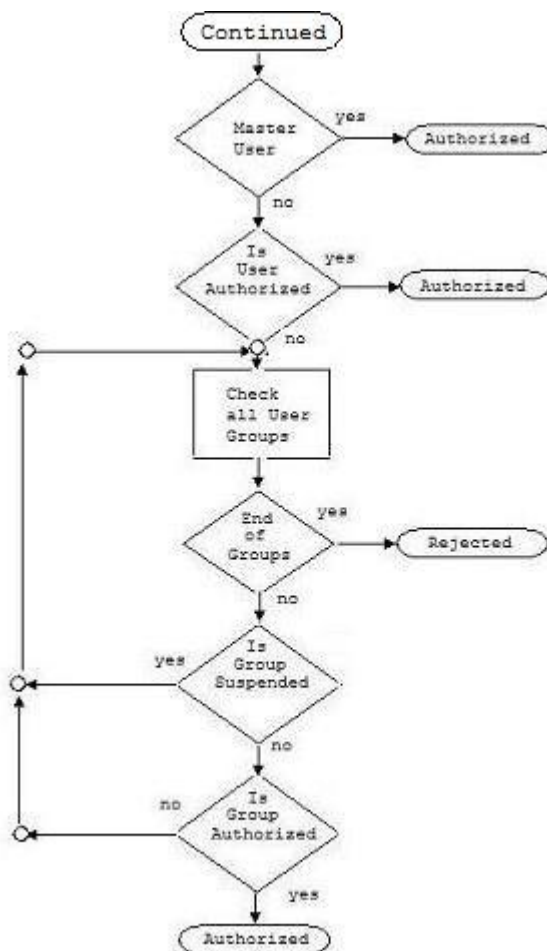 Continued
Master
User
yes
Authorized
no
Is
User
Authorized
yes
Authorized
no
Check
all User
Groups
End
of
Groups
yes
Rejected
no
Is
Group
Suspended
yes
no
Is
Group
Authorized
no
yes
Authorized